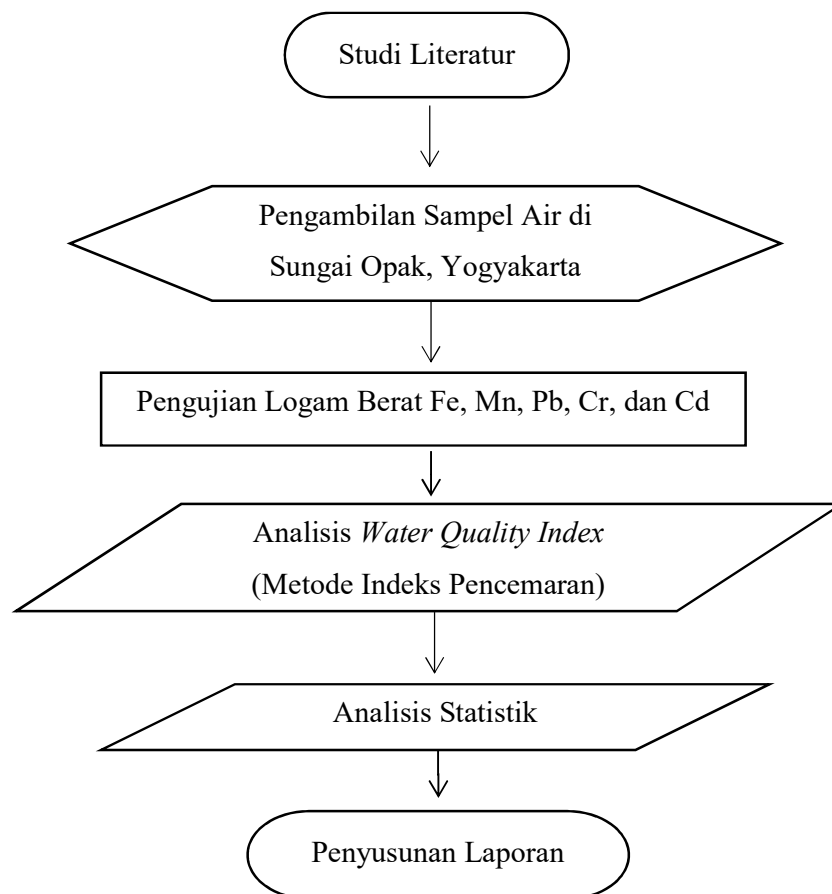 Studi Literatur
Pengambilan Sampel Air di
Sungai Opak, Yogyakarta
Pengujian Logam Berat Fe, Mn, Pb, Cr, dan Cd
Analisis Water Quality Index
(Metode Indeks Pencemaran)
Analisis Statistik
Penyusunan Laporan